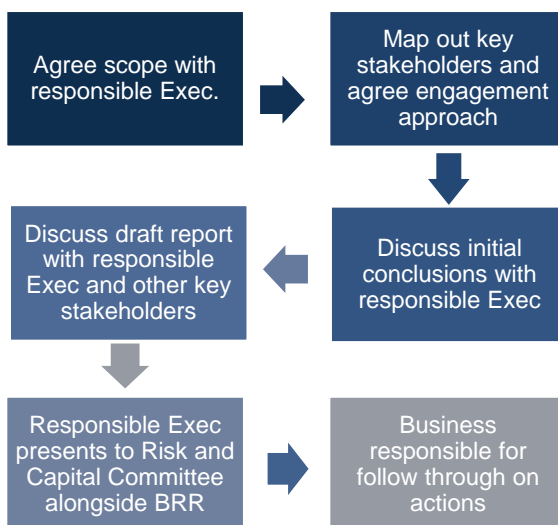 Agree scope with
responsible Exec.
Map out key
stakeholders and
agree engagement
approach
Discuss initial
conclusions with
responsible Exec
Discuss draft report
with responsible
Exec and other key
stakeholders
Responsible Exec
presents to Risk and
Capital Committee
alongside BRR
Business
responsible for
follow through on
actions